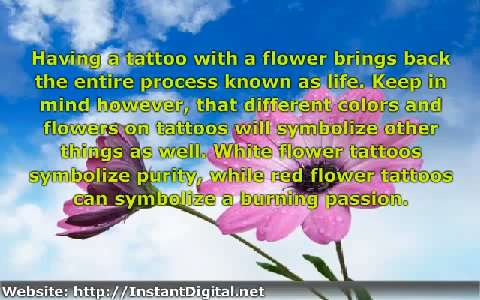 Having a tattoo with a flower brings back
the entire process known as life. Keep in
mind however, that different colors and
flowers on tattoos will symbolize other
things as well. White flower tattoos
symbolize purity, while red flower tattoos
can symbolize a burning passion.
Website: http://InstantDigital.net